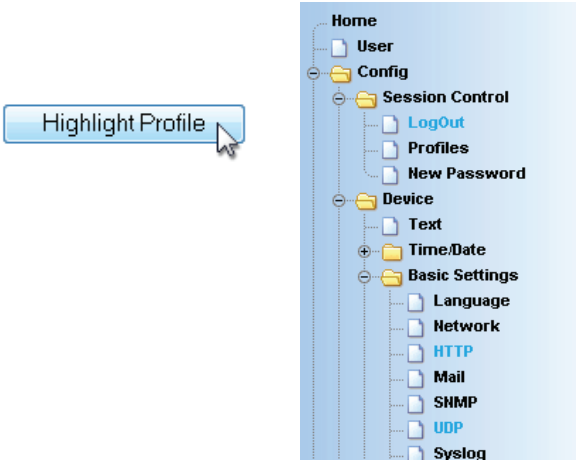 Home
User
Config
Session Control
Highlight Profile
LogOut
Profiles
New Password
Device
Text
Time/Date
Basic Settings
Language
Network
HTTP
Mail
SNMP
UDP
Syslog